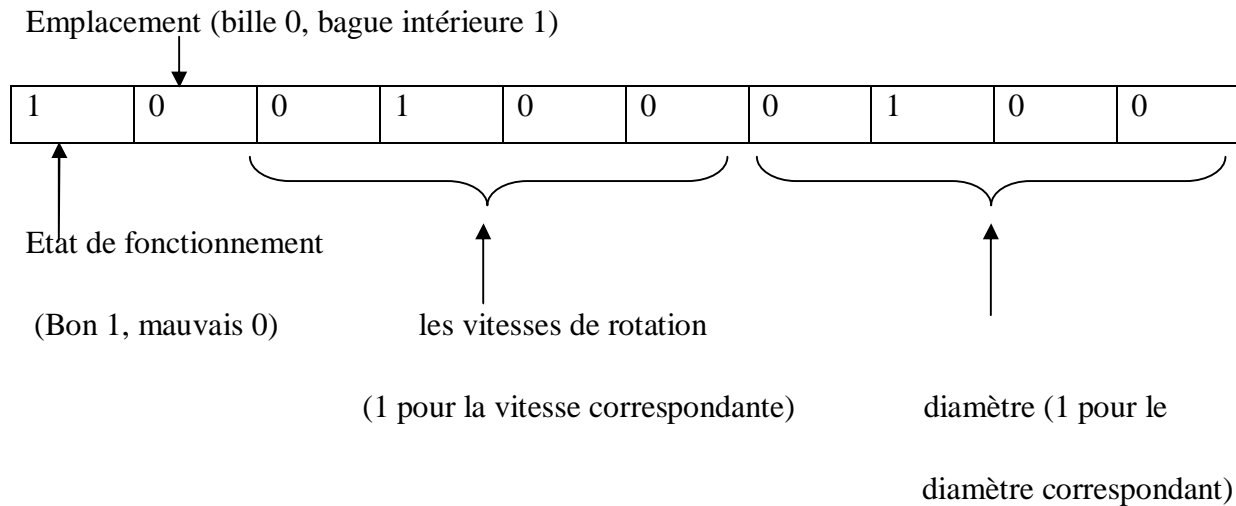 Emplacement (bille 0, bague intérieure 1)
1 0 0 1 0 0 0 1 0 0
Etat de fonctionnement
(Bon 1, mauvais 0) les vitesses de rotation
(1 pour la vitesse correspondante) diamètre (1 pour le
diamètre correspondant)